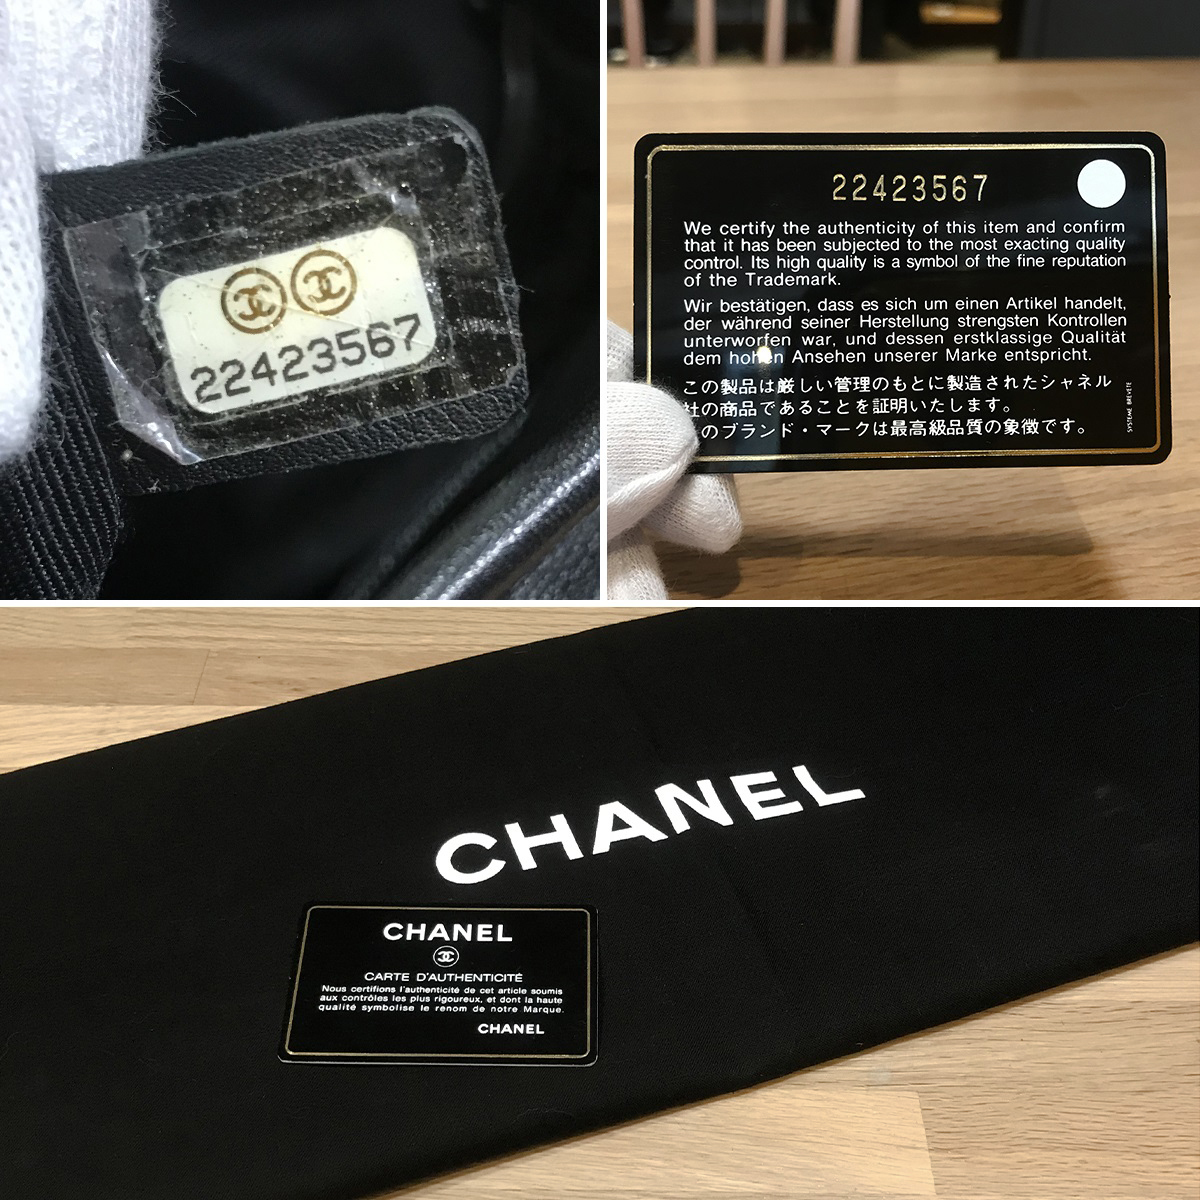 22423567
22423567
We certify the authenticity of this item and confirm
that it has been subjected to the most exacting quality
control. Its high quality is a symbol of the fine reputation
of the Trademark.
Wir bestätigen, dass es sich um einen Artikel handelt,
der während seiner Herstellung strengsten Kontrollen
unterworfen war, und dessen erstklassige Qualität
dem hohen Ansehen unserer Marke entspricht.
この製品は厳しい管理のもとに製造されたシャネル
社の商品であることを証明いたします。
のブランド・マークは最高級品質の象徴です。
SYSTEME BREVETE
CHANEL
CHANEL
CARTE D'AUTHENTICITÉ
Nous certifions l'authenticité de cet article soumis
aux contrôles les plus rigoureux, et dont la haute
qualité symbolise le renom de notre Marque.
CHANEL